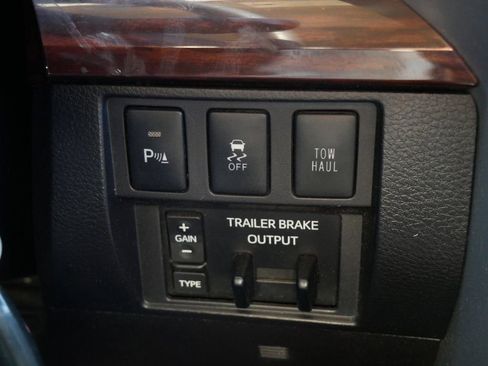 P
OFF
TOW
HAUL
+
GAIN
-
TYPE
TRAILER BRAKE
OUTPUT